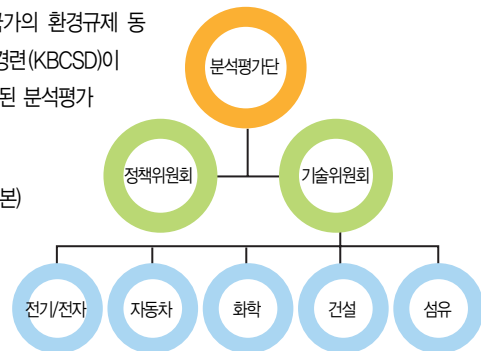 국가의 환경규제 동
경련(KBCSD)이
된 분석평가
본)
분석평가단
정책위원회
기술위원회
전기/전자
자동차
화학
건설
섬유